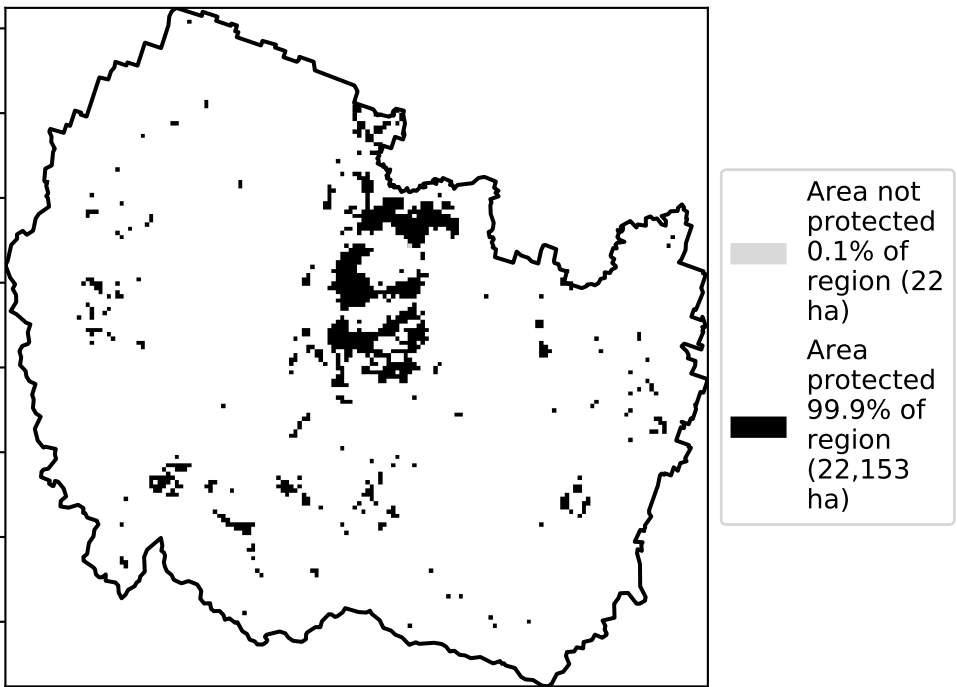 Area not
protected
0.1% of
region (22
ha)
Area
protected
99.9% of
region
(22,153
ha)